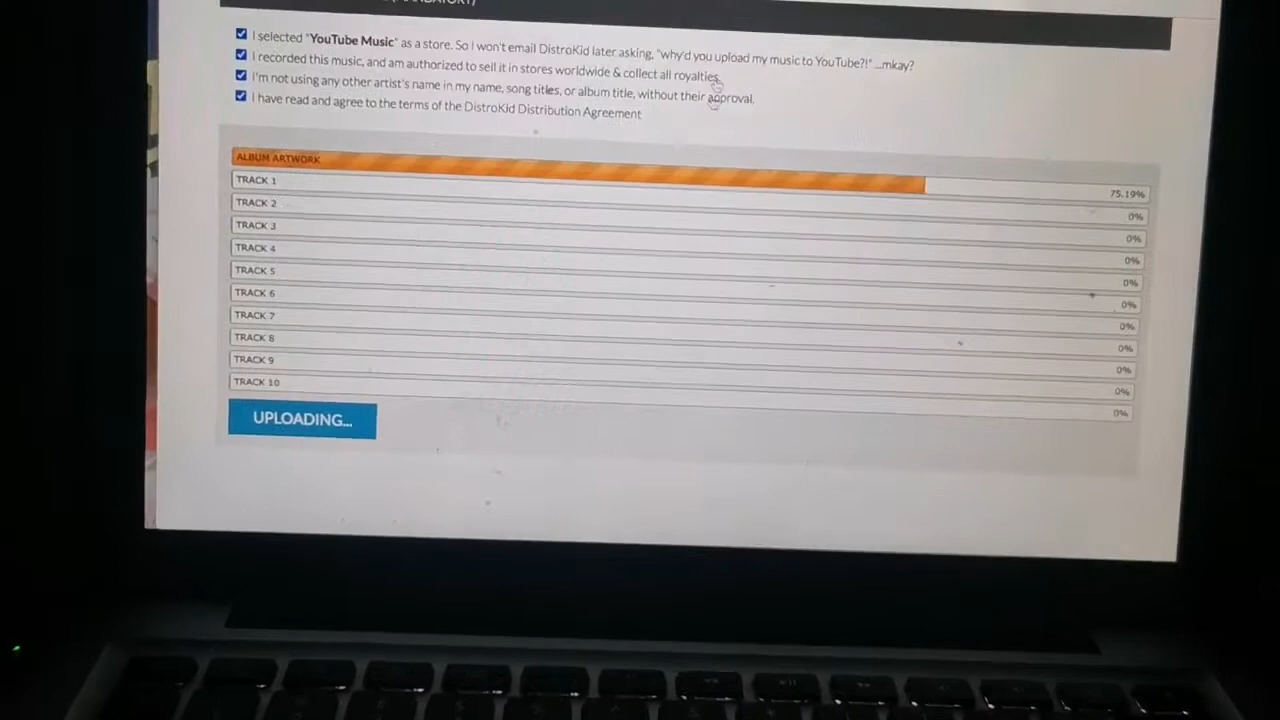 I selected "YouTube Music" as a store. So I won't email DistroKid later asking, "why'd you upload my music to YouTube?!" ...mkay?
I recorded this music, and am authorized to sell it in stores worldwide & collect all royalties.
I'm not using any other artist's name in my name, song titles, or album title, without their approval.
I have read and agree to the terms of the DistroKid Distribution Agreement
ALBUM ARTWORK 75.19%
TRACK 1 0%
TRACK 2 0%
TRACK 3 0%
TRACK 4 0%
TRACK 5 0%
TRACK 6 0%
TRACK 7 0%
TRACK 8 0%
TRACK 9 0%
TRACK 10 0%
UPLOADING...